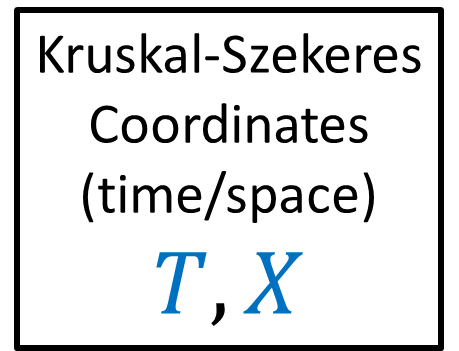 Kruskal-Szekeres
Coordinates
(time/space)
T , X